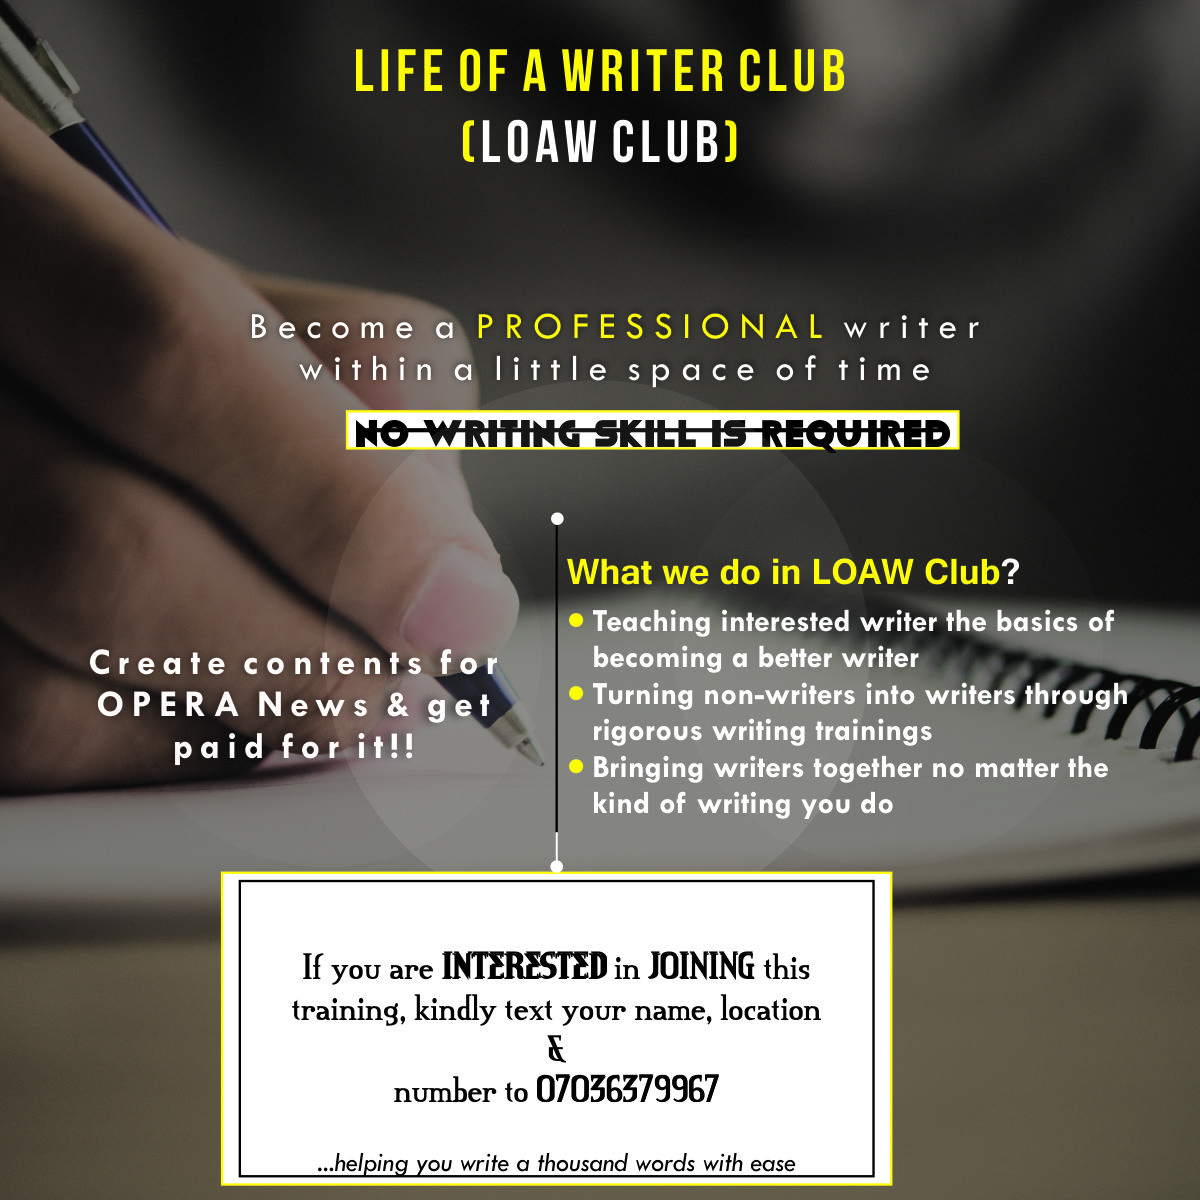 LIFE OF A WRITER CLUB
(LOAW CLUB)
Become a PROFESSIONAL writer
within a little space of time
NO WRITING SKILL IS REQUIRED
Create contents for
OPERA News & get
paid for it!!
What we do in LOAW Club?
• Teaching interested writer the basics of
becoming a better writer
• Turning non-writers into writers through
rigorous writing trainings
• Bringing writers together no matter the
kind of writing you do
If you are INTERESTED in JOINING this
training, kindly text your name, location
&
number to 07036379967
...helping you write a thousand words with ease